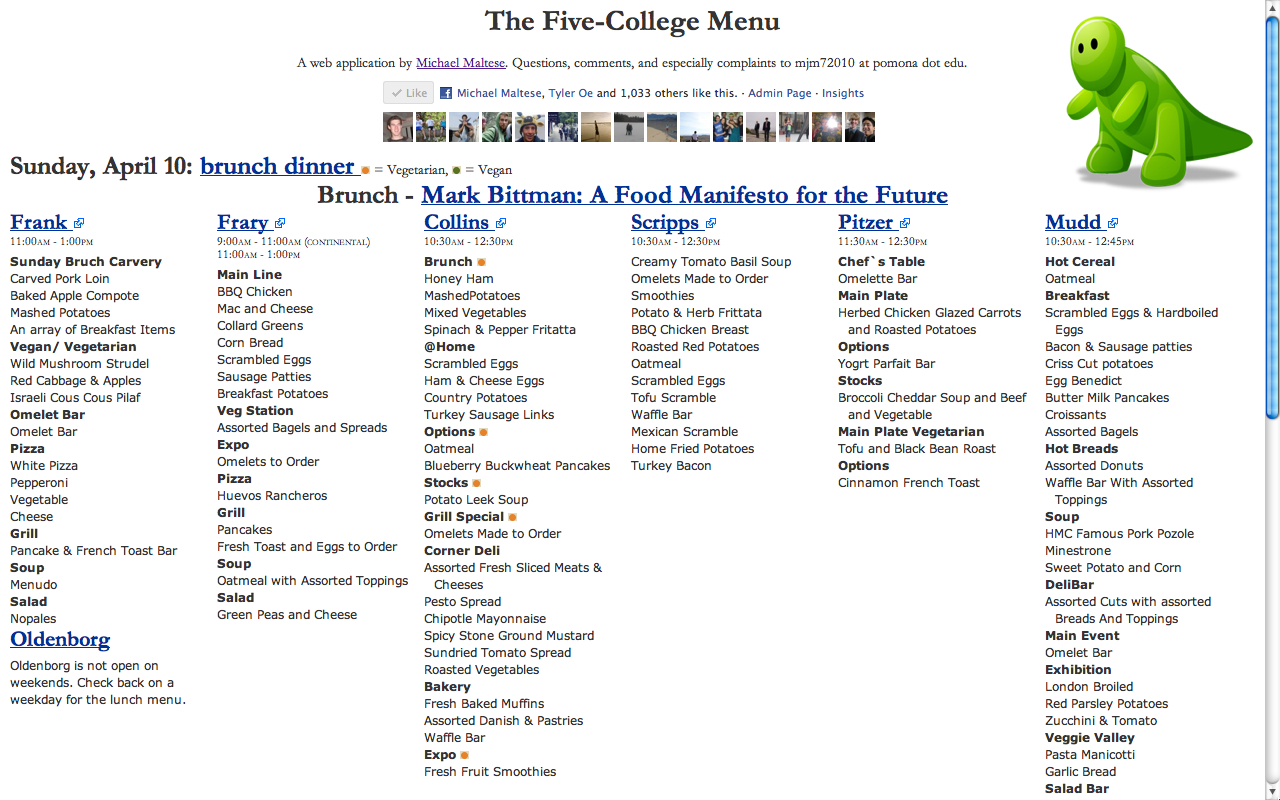 The Five-College Menu
A web application by Michael Maltese. Questions, comments, and especially complaints to mjm72010 at pomona dot edu.
Like
Michael Maltese, Tyler Oe and 1,033 others like this. · Admin Page · Insights
Sunday, April 10: brunch dinner = Vegetarian, = Vegan
Brunch - Mark Bittman: A Food Manifesto for the Future
Frank
11:00am - 1:00pm
Sunday Bruch Carvery
Carved Pork Loin
Baked Apple Compote
Mashed Potatoes
An array of Breakfast Items
Vegan/ Vegetarian
Wild Mushroom Strudel
Red Cabbage & Apples
Israeli Cous Cous Pilaf
Omelet Bar
Omelet Bar
Pizza
White Pizza
Pepperoni
Vegetable
Cheese
Grill
Pancake & French Toast Bar
Soup
Menudo
Salad
Nopales
Oldenborg
Oldenborg is not open on
weekends. Check back on a
weekday for the lunch menu.
Frary
9:00am - 11:00am (continental)
11:00am - 1:00pm
Main Line
BBQ Chicken
Mac and Cheese
Collard Greens
Corn Bread
Scrambled Eggs
Sausage Patties
Breakfast Potatoes
Veg Station
Assorted Bagels and Spreads
Expo
Omelets to Order
Pizza
Huevos Rancheros
Grill
Pancakes
Fresh Toast and Eggs to Order
Soup
Oatmeal with Assorted Toppings
Salad
Green Peas and Cheese
Collins
10:30am - 12:30pm
Brunch
Honey Ham
MashedPotatoes
Mixed Vegetables
Spinach & Pepper Fritatta
@Home
Scrambled Eggs
Ham & Cheese Eggs
Country Potatoes
Turkey Sausage Links
Options
Oatmeal
Blueberry Buckwheat Pancakes
Stocks
Potato Leek Soup
Grill Special
Omelets Made to Order
Corner Deli
Assorted Fresh Sliced Meats &
Cheeses
Pesto Spread
Chipotle Mayonnaise
Spicy Stone Ground Mustard
Sundried Tomato Spread
Roasted Vegetables
Bakery
Fresh Baked Muffins
Assorted Danish & Pastries
Waffle Bar
Expo
Fresh Fruit Smoothies
Scripps
10:30am - 12:30pm
Creamy Tomato Basil Soup
Omelets Made to Order
Smoothies
Potato & Herb Frittata
BBQ Chicken Breast
Roasted Red Potatoes
Oatmeal
Scrambled Eggs
Tofu Scramble
Waffle Bar
Mexican Scramble
Home Fried Potatoes
Turkey Bacon
Pitzer
11:30am - 12:30pm
Chef`s Table
Omelette Bar
Main Plate
Herbed Chicken Glazed Carrots
and Roasted Potatoes
Options
Yogrt Parfait Bar
Stocks
Broccoli Cheddar Soup and Beef
and Vegetable
Main Plate Vegetarian
Tofu and Black Bean Roast
Options
Cinnamon French Toast
Mudd
10:30am - 12:45pm
Hot Cereal
Oatmeal
Breakfast
Scrambled Eggs & Hardboiled
Eggs
Bacon & Sausage patties
Criss Cut potatoes
Egg Benedict
Butter Milk Pancakes
Croissants
Assorted Bagels
Hot Breads
Assorted Donuts
Waffle Bar With Assorted
Toppings
Soup
HMC Famous Pork Pozole
Minestrone
Sweet Potato and Corn
DeliBar
Assorted Cuts with assorted
Breads And Toppings
Main Event
Omelet Bar
Exhibition
London Broiled
Red Parsley Potatoes
Zucchini & Tomato
Veggie Valley
Pasta Manicotti
Garlic Bread
Salad Bar